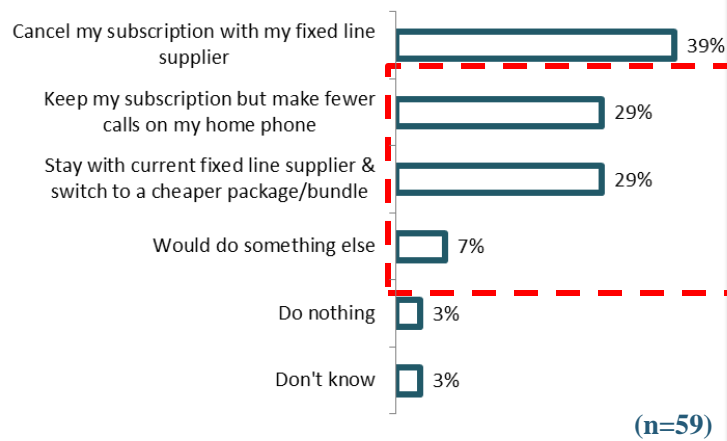 Cancel my subscription with my fixed line
supplier
39%
Keep my subscription but make fewer
calls on my home phone
29%
Stay with current fixed line supplier &
switch to a cheaper package/bundle
29%
Would do something else
7%
Do nothing
3%
Don't know
3%
(n=59)